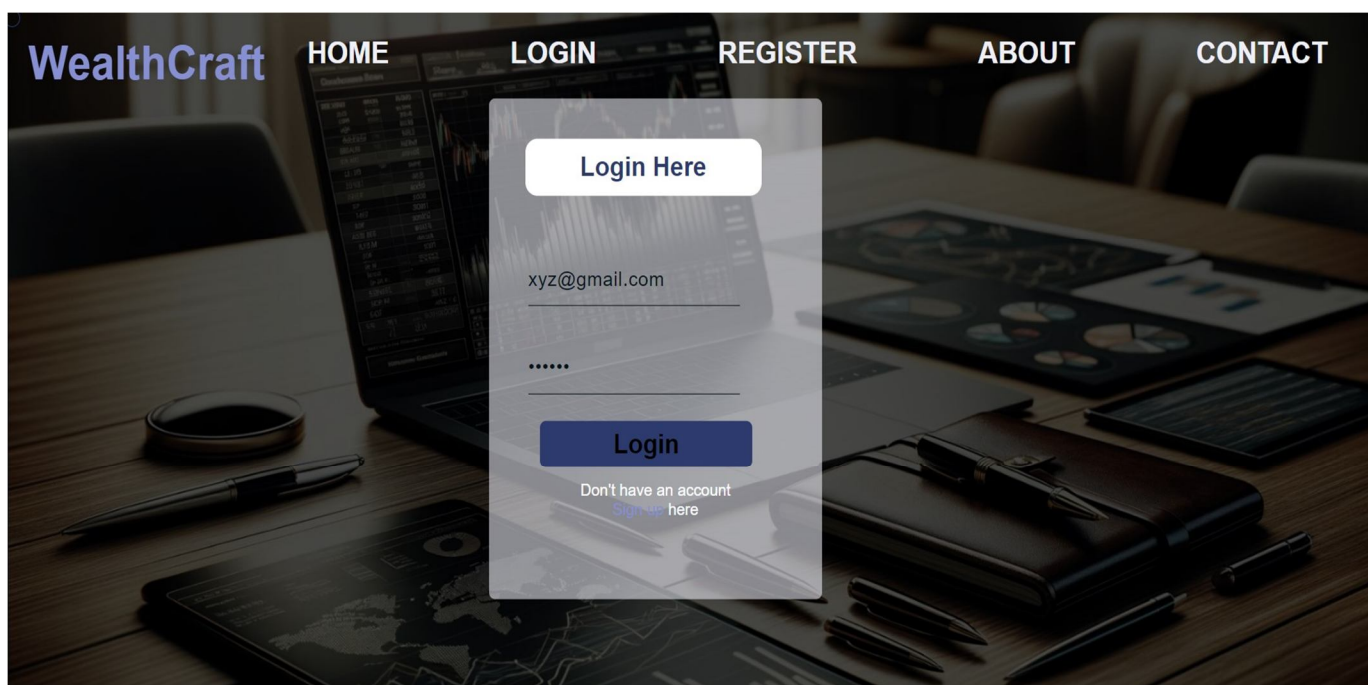 WealthCraft HOME LOGIN REGISTER ABOUT CONTACT
Login Here
xyz@gmail.com
••••••
Login
Don't have an account
Sign up here